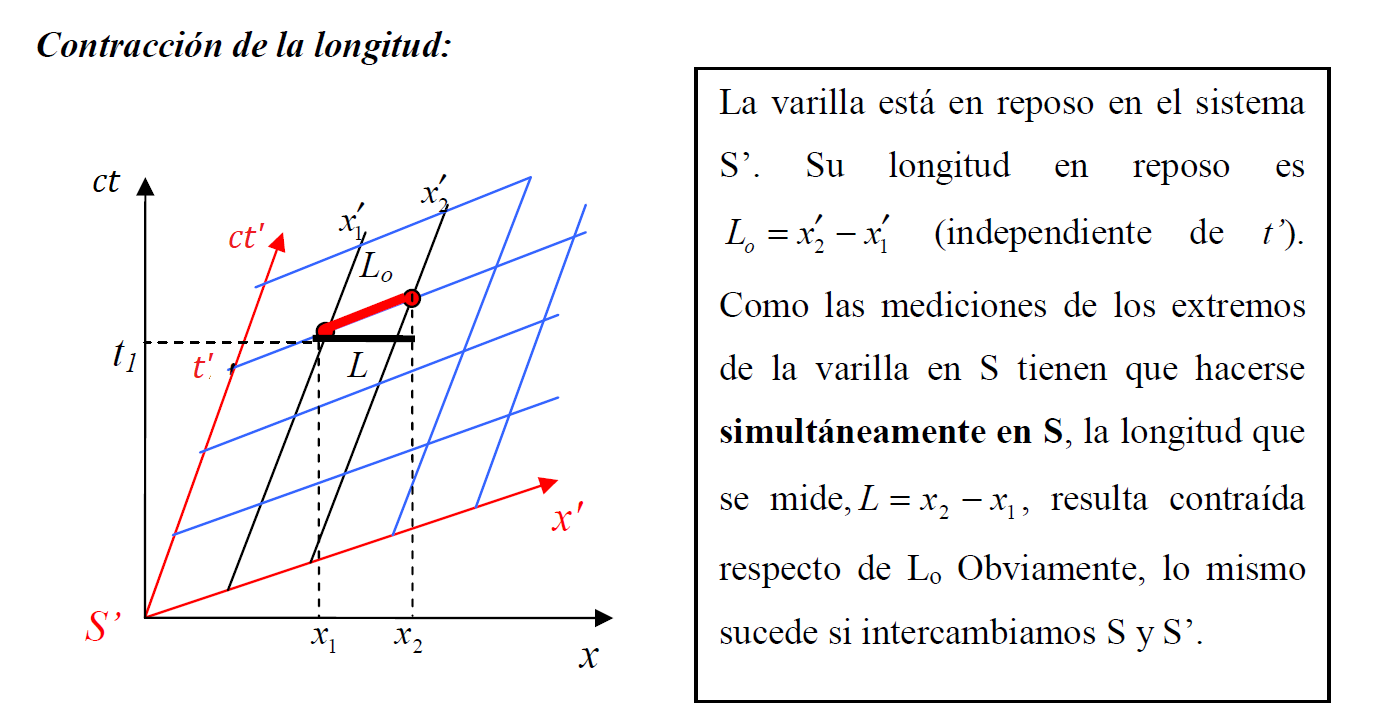 Contracción de la longitud:
ct
ct'
x′₁
x′₂
Lₒ
t₁
t'
L
x'
S’
x₁
x₂
x
La varilla está en reposo en el sistema
S’. Su longitud en reposo es
Lₒ = x′₂ − x′₁ (independiente de t’).
Como las mediciones de los extremos
de la varilla en S tienen que hacerse
simultáneamente en S, la longitud que
se mide, L = x₂ − x₁, resulta contraída
respecto de Lₒ Obviamente, lo mismo
sucede si intercambiamos S y S’.